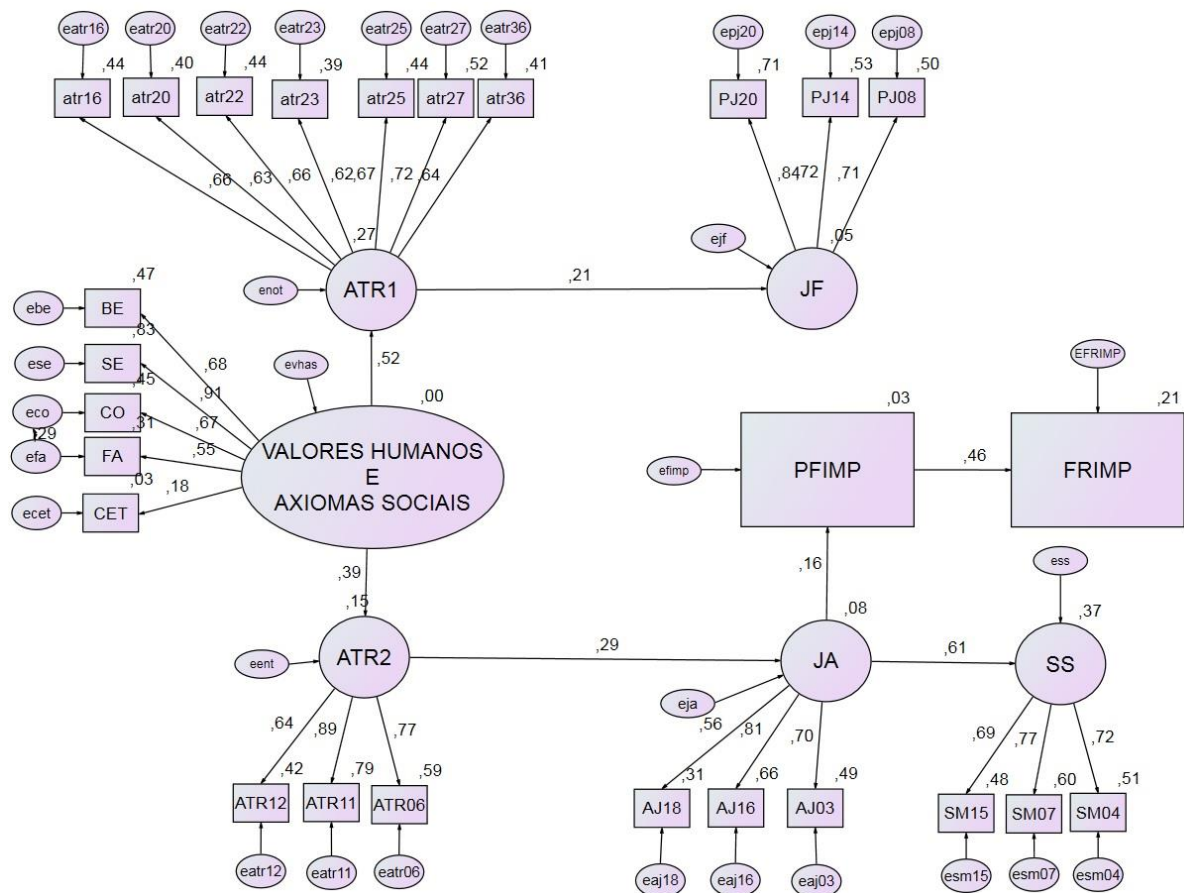 eatr16 eatr20 eatr22 eatr23 eatr25 eatr27 eatr36
,44 ,40 ,44 ,39 ,44 ,52 ,41
atr16 atr20 atr22 atr23 atr25 atr27 atr36
,66 ,63 ,66 ,62 ,67 ,72 ,64
epj20 epj14 epj08
,71 ,53 ,50
PJ20 PJ14 PJ08
,84 ,72 ,71
,27
enot
ATR1
,21
ejf
,05
JF
,47
ebe
BE
,83
ese
SE
,45
eco
CO
,31
,29
efa
FA
,03
ecet
CET
,68
,91
,67
,55
,18
,52
evhas
,00
VALORES HUMANOS
E
AXIOMAS SOCIAIS
,03
efimp
PFIMP
,46
EFRIMP
,21
FRIMP
,16
,39
,15
eent
ATR2
,29
,08
eja
JA
,61
ess
,37
SS
,64 ,89 ,77
,42 ,79 ,59
ATR12 ATR11 ATR06
eatr12 eatr11 eatr06
,56 ,81 ,70
,31 ,66 ,49
AJ18 AJ16 AJ03
eaj18 eaj16 eaj03
,69 ,77 ,72
,48 ,60 ,51
SM15 SM07 SM04
esm15 esm07 esm04